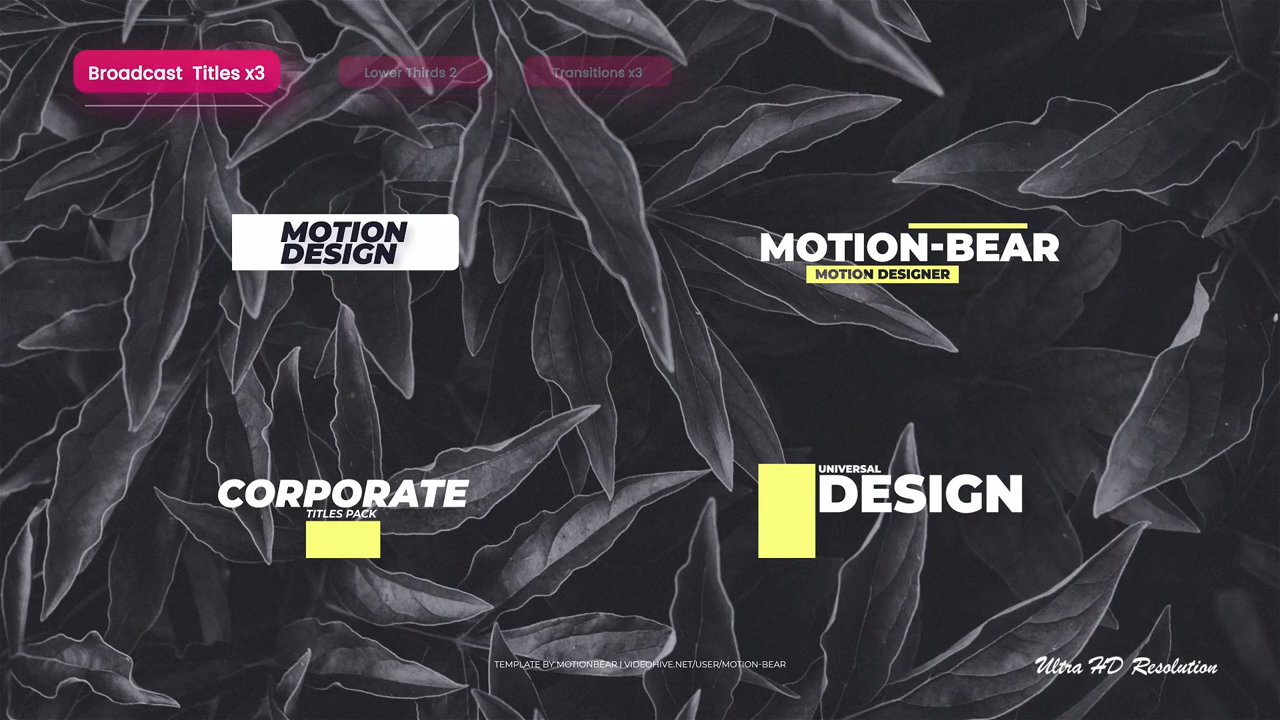 Broadcast  Titles x3
Lower Thirds 2
Transitions x3
MOTION
DESIGN
MOTION-BEAR
MOTION DESIGNER
CORPORATE
TITLES PACK
UNIVERSAL
DESIGN
TEMPLATE BY MOTIONBEAR | VIDEOHIVE.NET/USER/MOTION-BEAR
Ultra HD Resolution